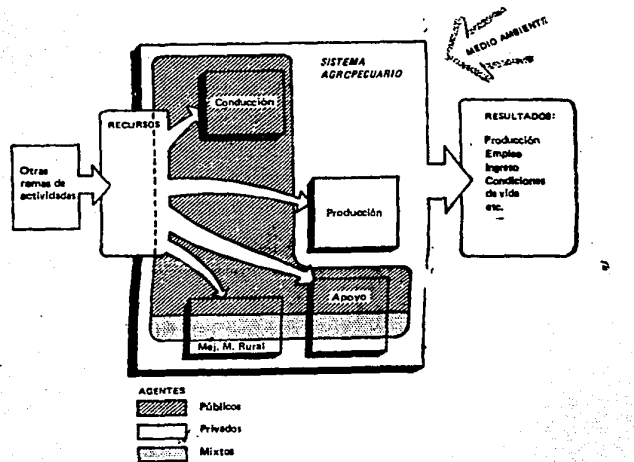 MEDIO AMBIENTE
SISTEMA
AGROPECUARIO
Conducción
RECURSOS
RESULTADOS:
Producción
Empleo
Ingreso
Condiciones
de vida
etc.
Otras
ramas de
actividades
Producción
Apoyo
Mej. M. Rural
AGENTES
Públicos
Privados
Mixtos